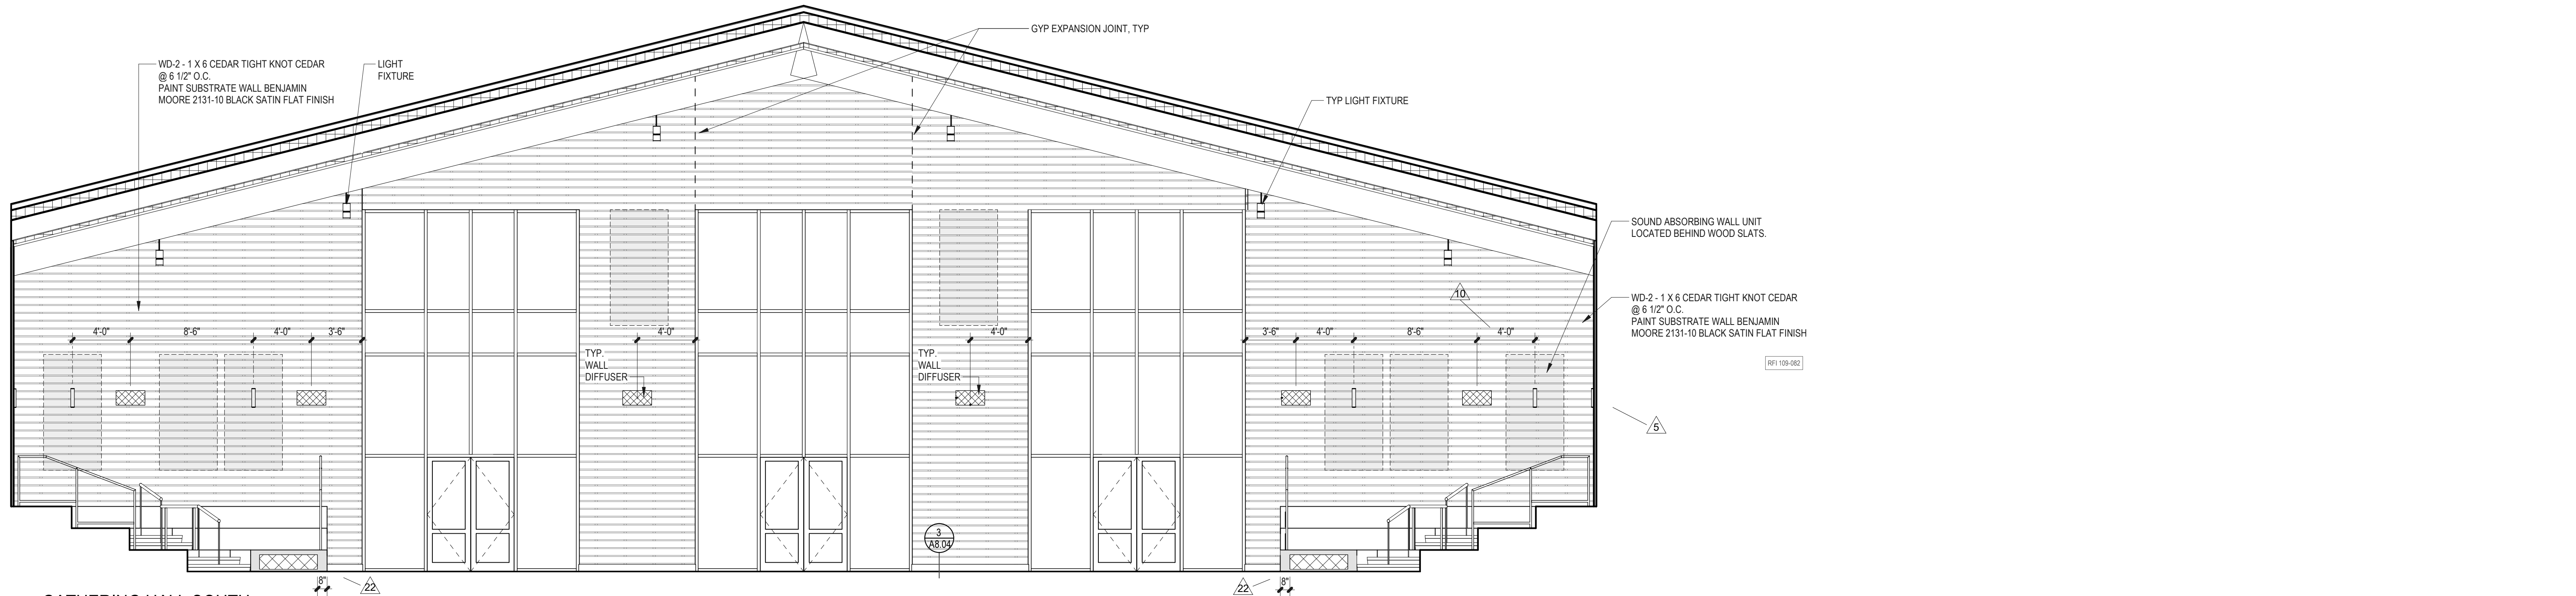 GYP EXPANSION JOINT, TYP
WD-2 - 1 X 6 CEDAR TIGHT KNOT CEDAR
@ 6 1/2" O.C.
PAINT SUBSTRATE WALL BENJAMIN
MOORE 2131-10 BLACK SATIN FLAT FINISH
LIGHT
FIXTURE
TYP LIGHT FIXTURE
SOUND ABSORBING WALL UNIT
LOCATED BEHIND WOOD SLATS.
10
WD-2 - 1 X 6 CEDAR TIGHT KNOT CEDAR
@ 6 1/2" O.C.
PAINT SUBSTRATE WALL BENJAMIN
MOORE 2131-10 BLACK SATIN FLAT FINISH
4'-0" 8'-6" 4'-0" 3'-6" 4'-0" 4'-0" 3'-6" 4'-0" 8'-6" 4'-0"
TYP.
WALL
DIFFUSER
TYP.
WALL
DIFFUSER
RFI 109-082
5
3
A8.04
8"
22
22
8"
GATHERING HALL SOUTH